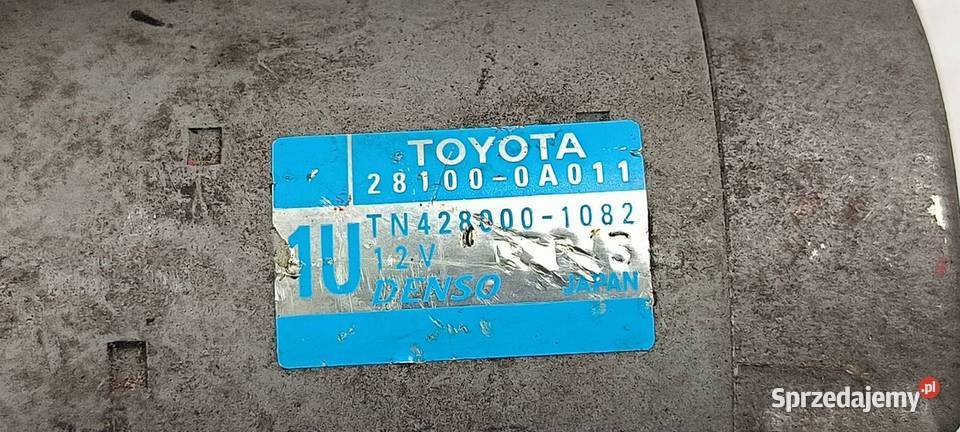 TOYOTA
28100-0A011
TN428000-1082
1U
12V
DENSO JAPAN
Sprzedajemy.pl